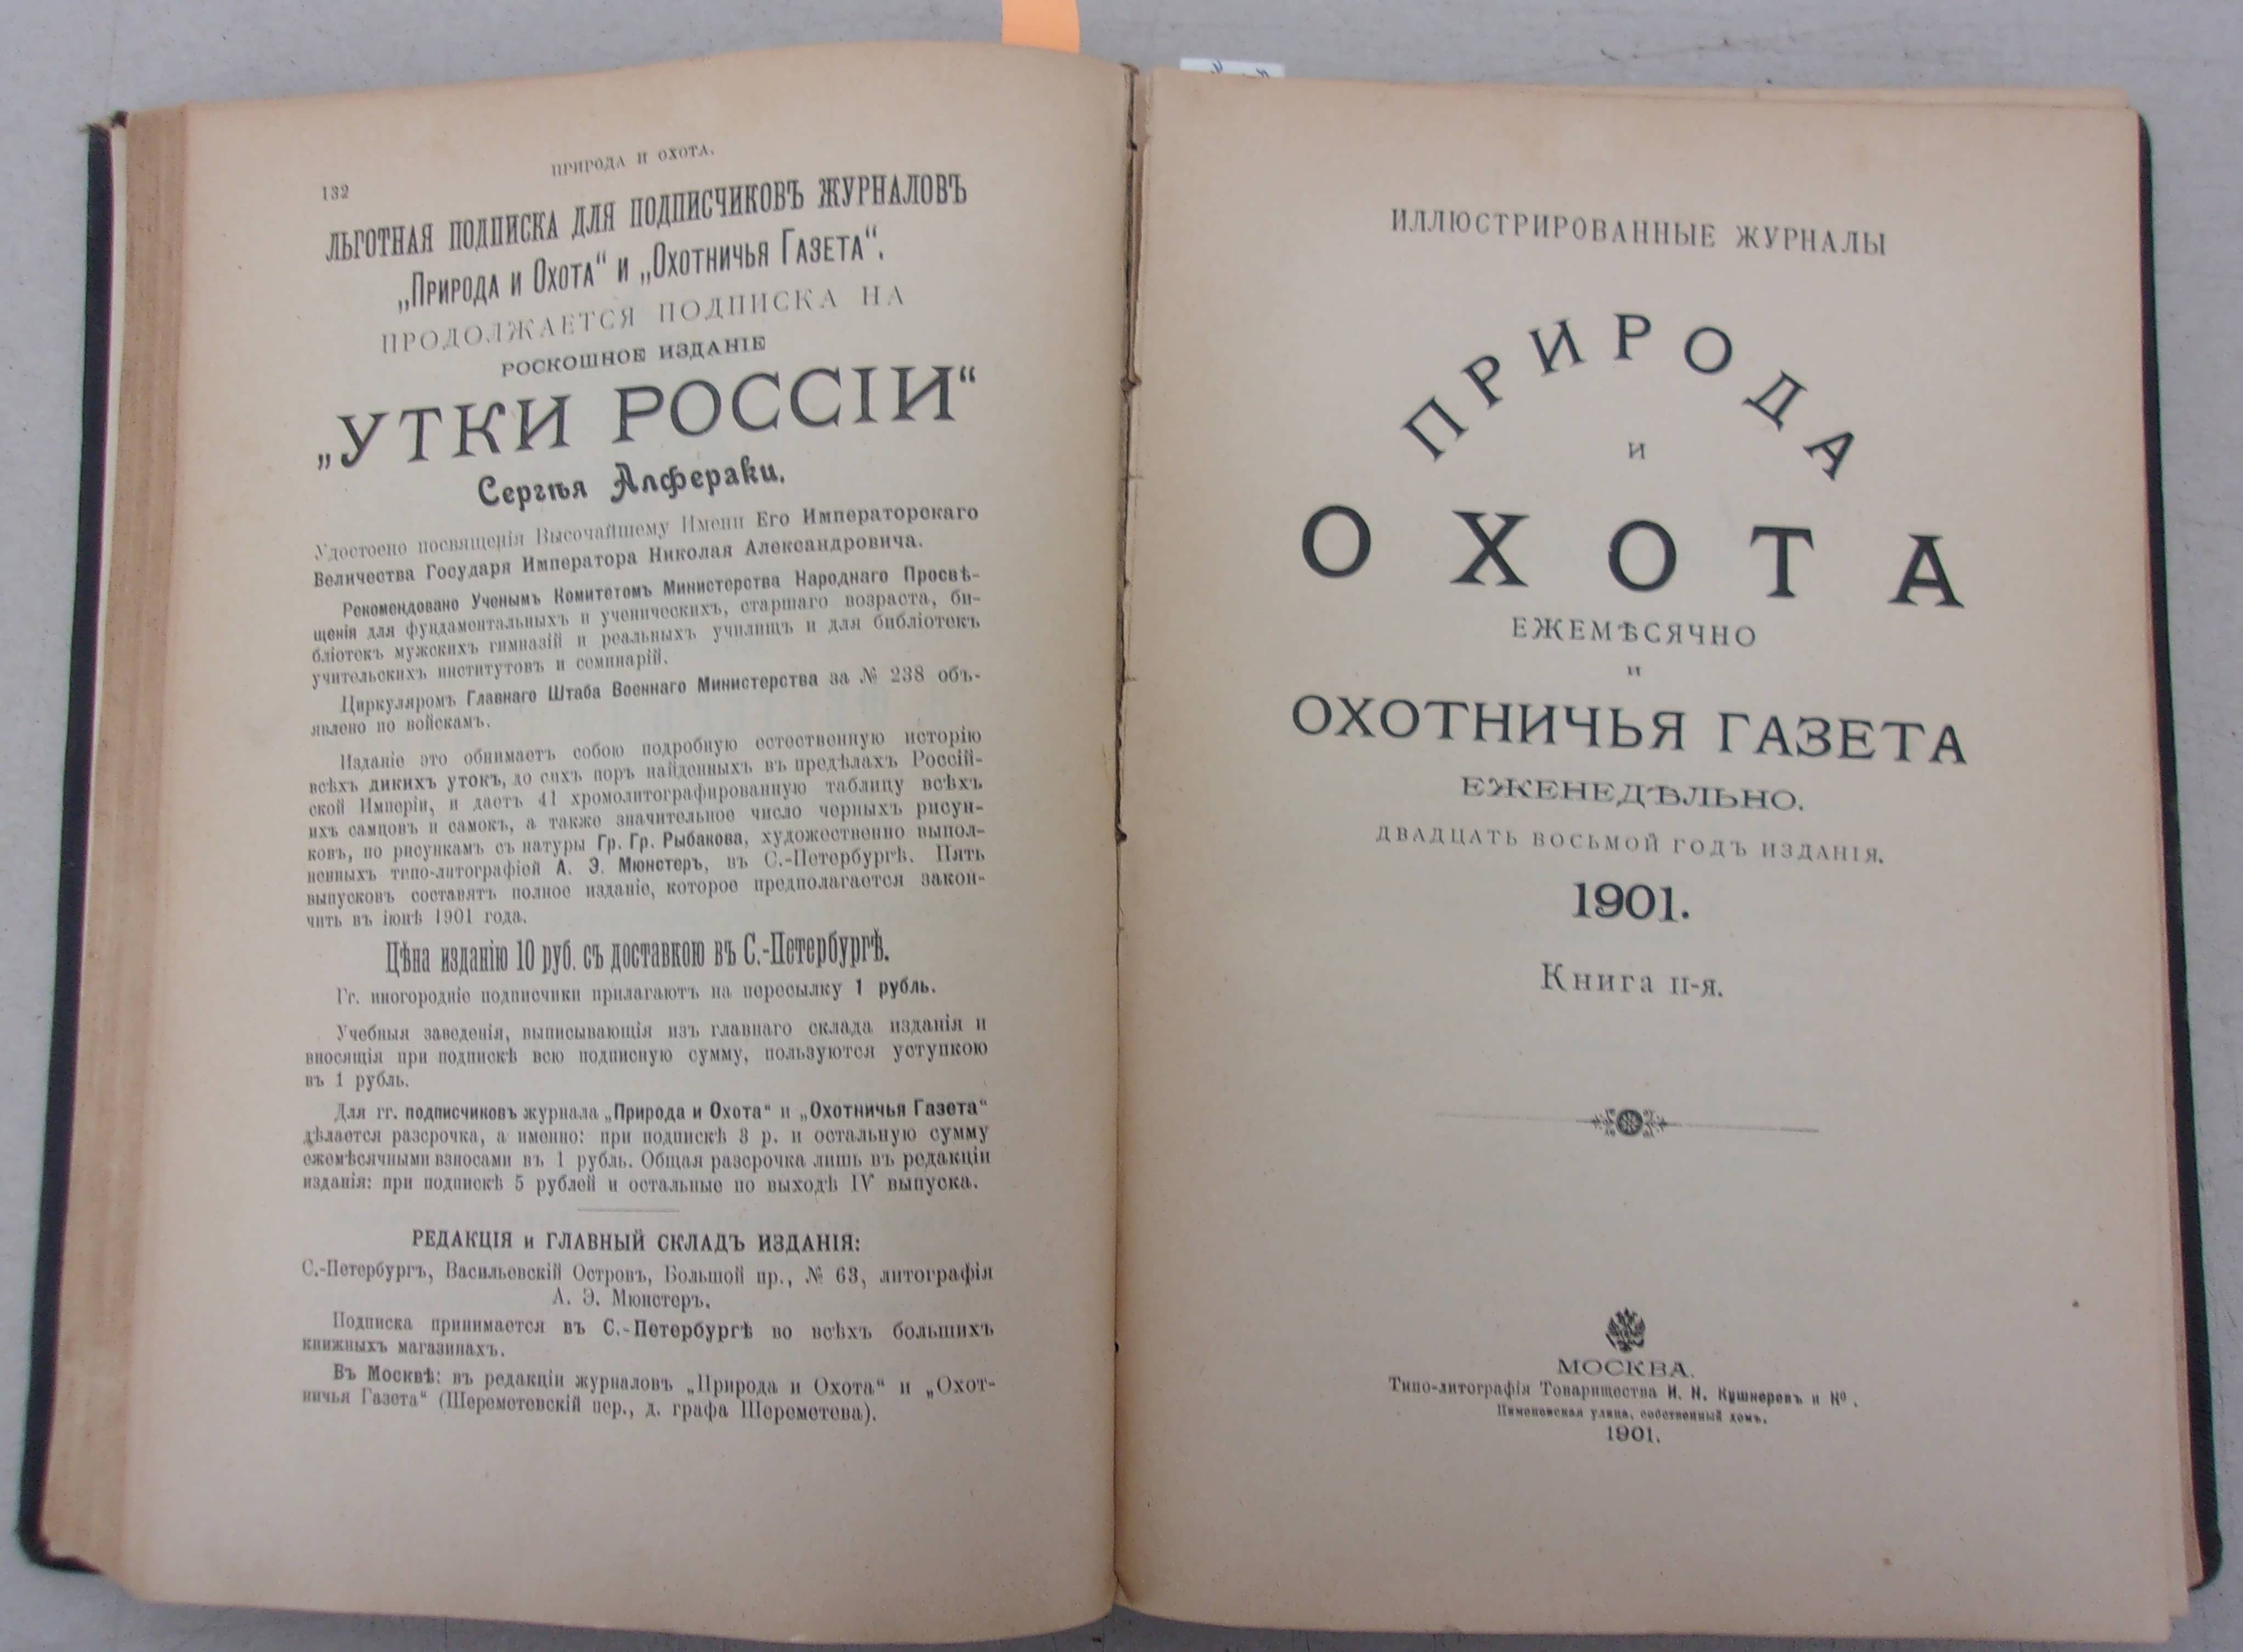 132
ПРИРОДА И ОХОТА.
ЛЬГОТНАЯ ПОДПИСКА ДЛЯ ПОДПИСЧИКОВЪ ЖУРНАЛОВЪ
„Природа и Охота“ и „Охотничья Газета“.
ПРОДОЛЖАЕТСЯ ПОДПИСКА НА
РОСКОШНОЕ ИЗДАНІЕ
„УТКИ РОССІИ“
Сергѣя Алфераки.
Удостоено посвященія Высочайшему Имени Его Императорскаго
Величества Государя Императора Николая Александровича.
Рекомендовано Ученымъ Комитетомъ Министерства Народнаго Просвѣ-
щенія для фундаментальныхъ и ученическихъ, старшаго возраста, би-
бліотекъ мужскихъ гимназій и реальныхъ училищъ и для библіотекъ
учительскихъ институтовъ и семинарій.
Циркуляромъ Главнаго Штаба Военнаго Министерства за № 238 объ-
явлено по войскамъ.
Изданіе это обнимаетъ собою подробную естественную исторію
всѣхъ дикихъ утокъ, до сихъ поръ найденныхъ въ предѣлахъ Россій-
ской Имперіи, и даетъ 41 хромолитографированную таблицу всѣхъ
ихъ самцовъ и самокъ, а также значительное число черныхъ рисун-
ковъ, по рисункамъ съ натуры Гр. Гр. Рыбакова, художественно выпол-
ненныхъ типо-литографіей А. Э. Мюнстеръ, въ С.-Петербургѣ. Пять
выпусковъ составятъ полное изданіе, которое предполагается закон-
чить въ іюнѣ 1901 года.
Цѣна изданію 10 руб. съ доставкою въ С.-Петербургѣ.
Гг. иногородніе подписчики прилагаютъ на пересылку 1 рубль.
Учебныя заведенія, выписывающія изъ главнаго склада изданія и
вносящія при подпискѣ всю подписную сумму, пользуются уступкою
въ 1 рубль.
Для гг. подписчиковъ журнала „Природа и Охота“ и „Охотничья Газета“
дѣлается разсрочка, а именно: при подпискѣ 3 р. и остальную сумму
ежемѣсячными взносами въ 1 рубль. Общая разсрочка лишь въ редакціи
изданія: при подпискѣ 5 рублей и остальные по выходѣ IV выпуска.
РЕДАКЦІЯ и ГЛАВНЫЙ СКЛАДЪ ИЗДАНІЯ:
С.-Петербургъ, Васильевскій Островъ, Большой пр., № 63, литографія
А. Э. Мюнстеръ.
Подписка принимается въ С.-Петербургѣ во всѣхъ большихъ
книжныхъ магазинахъ.
Въ Москвѣ: въ редакціи журналовъ „Природа и Охота“ и „Охот-
ничья Газета“ (Шереметевскій пер., д. графа Шереметева).
ИЛЛЮСТРИРОВАННЫЕ ЖУРНАЛЫ
ПРИРОДА
И
ОХОТА
ЕЖЕМѢСЯЧНО
И
ОХОТНИЧЬЯ ГАЗЕТА
ЕЖЕНЕДѢЛЬНО.
ДВАДЦАТЬ ВОСЬМОЙ ГОДЪ ИЗДАНІЯ.
1901.
Книга II-я.
МОСКВА.
Типо-литографія Товарищества И. Н. Кушнеровъ и Ко.
Пименовская улица, собственный домъ.
1901.